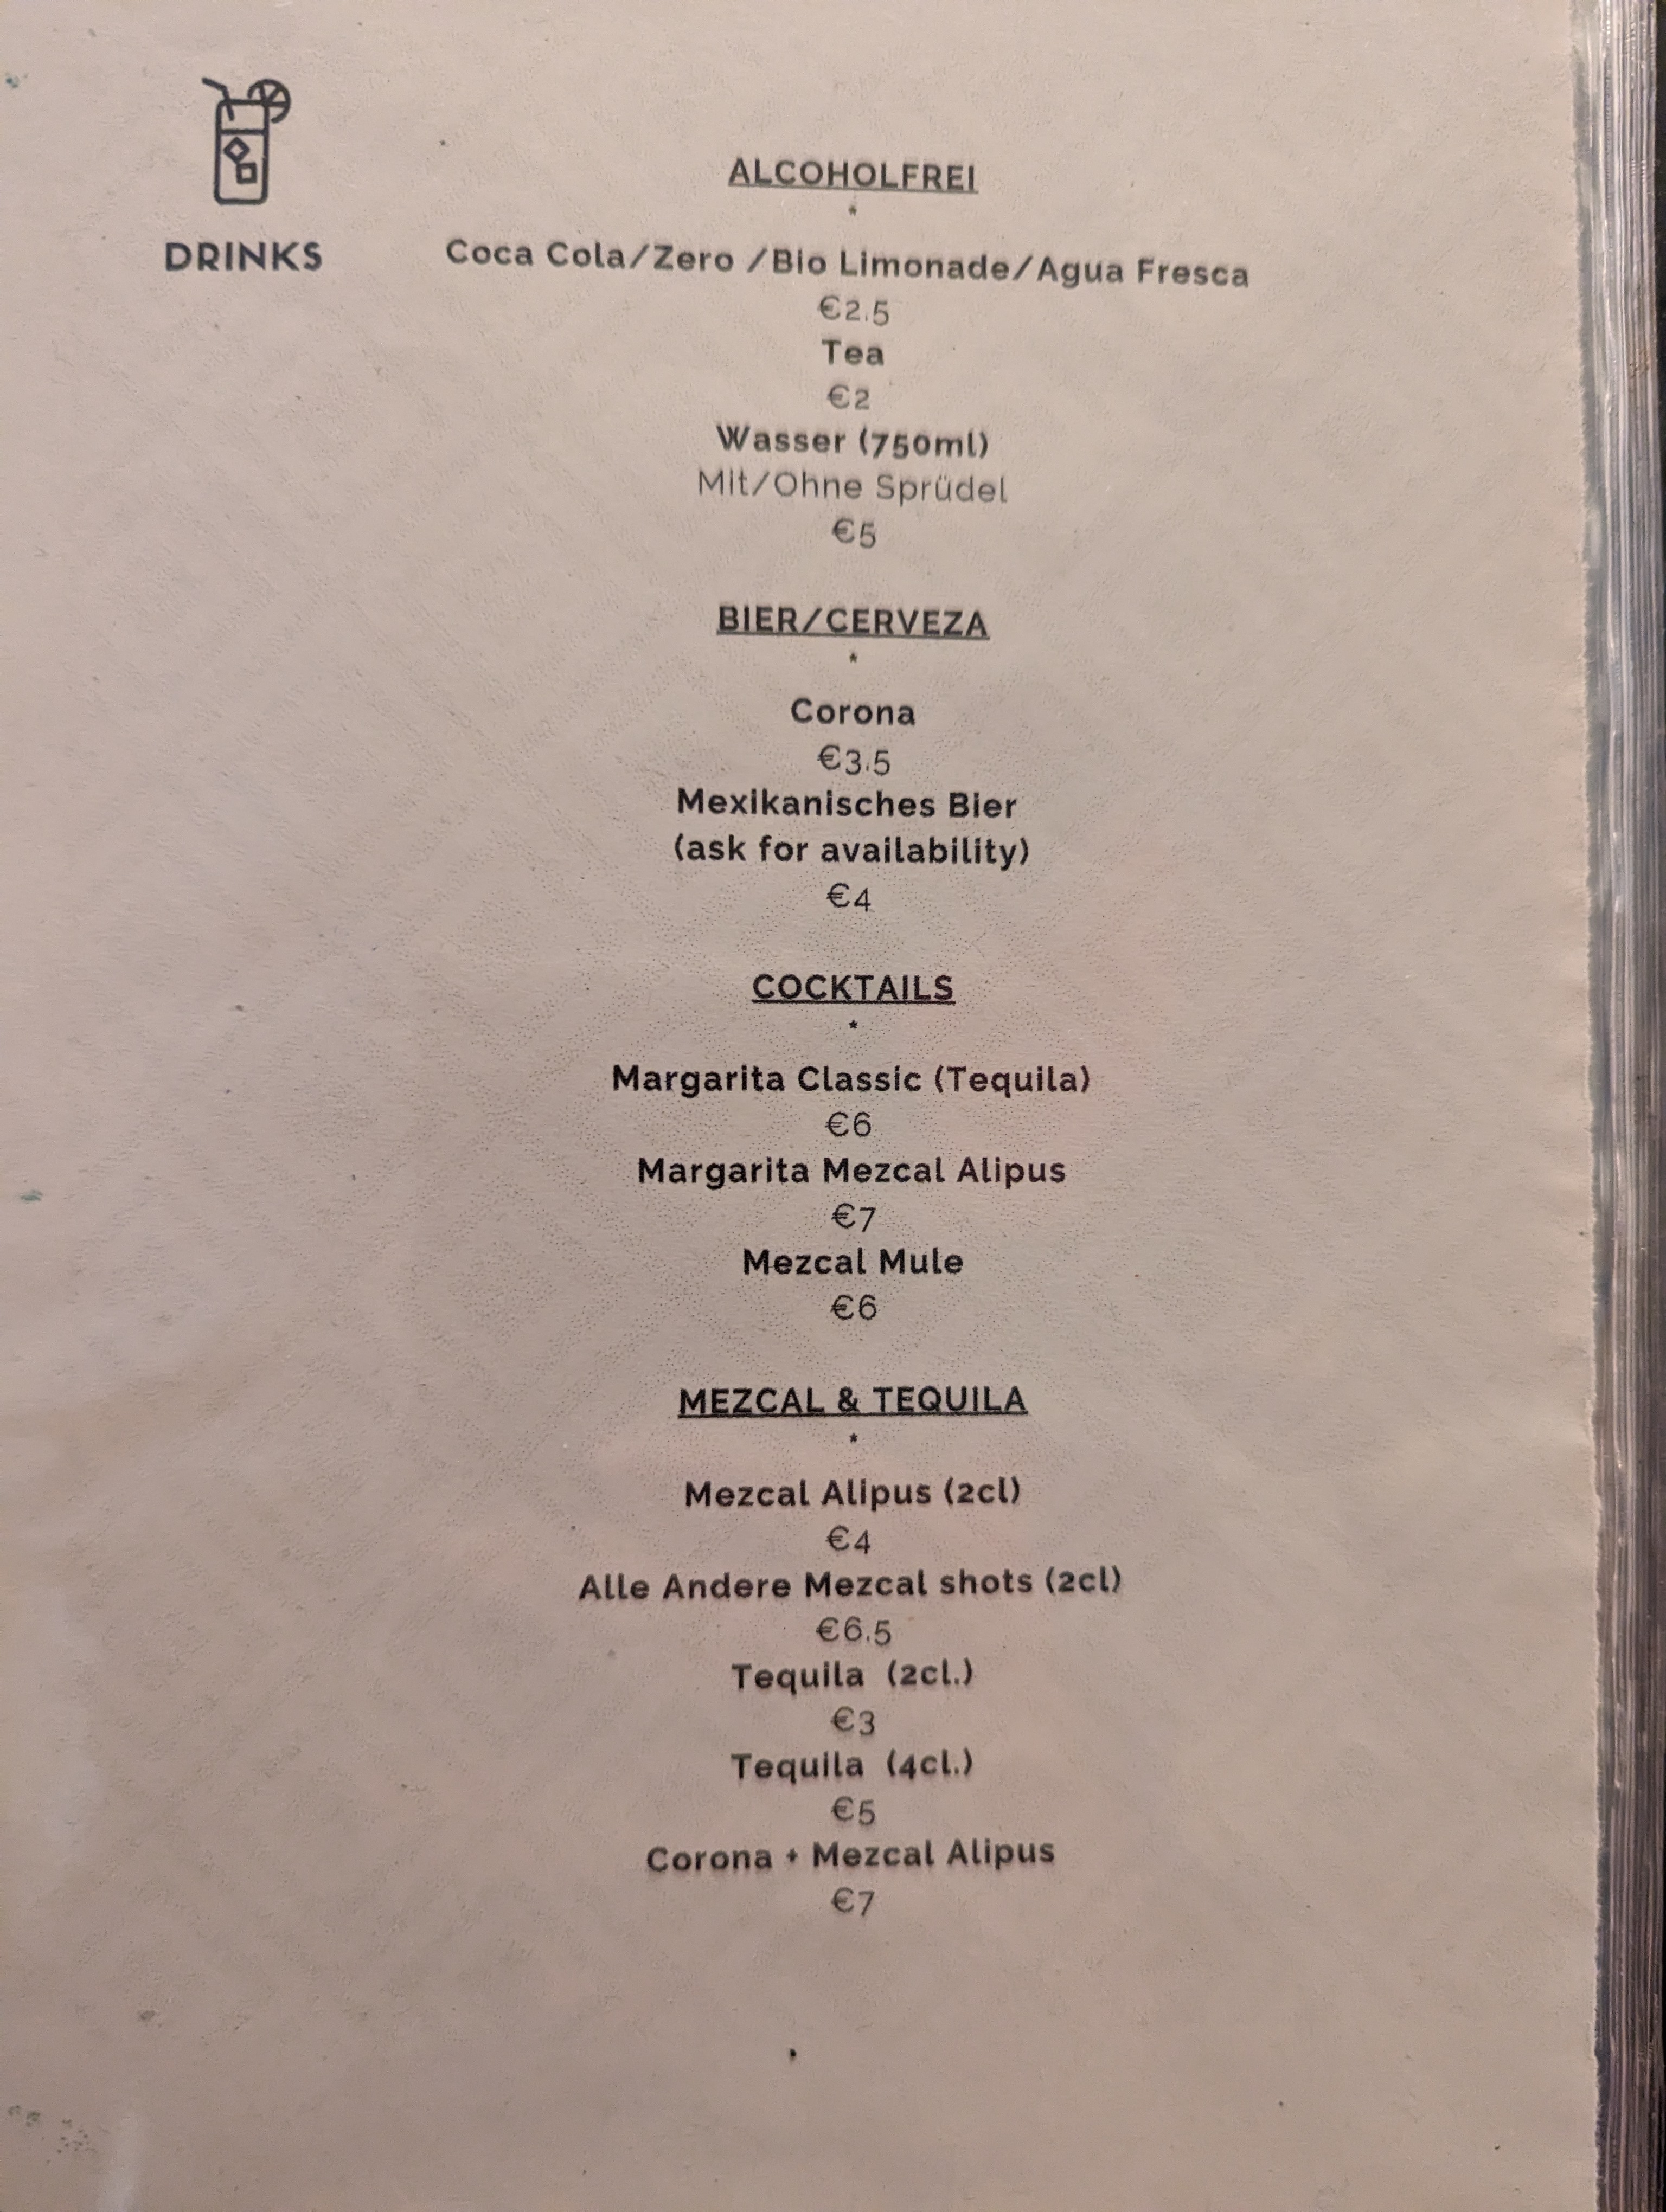 DRINKS
ALCOHOLFREI
*
Coca Cola/Zero /Bio Limonade/Agua Fresca
€2.5
Tea
€2
Wasser (750ml)
Mit/Ohne Sprüdel
€5
BIER/CERVEZA
*
Corona
€3.5
Mexikanisches Bier
(ask for availability)
€4
COCKTAILS
*
Margarita Classic (Tequila)
€6
Margarita Mezcal Alipus
€7
Mezcal Mule
€6
MEZCAL & TEQUILA
*
Mezcal Alipus (2cl)
€4
Alle Andere Mezcal shots (2cl)
€6.5
Tequila (2cl.)
€3
Tequila (4cl.)
€5
Corona + Mezcal Alipus
€7